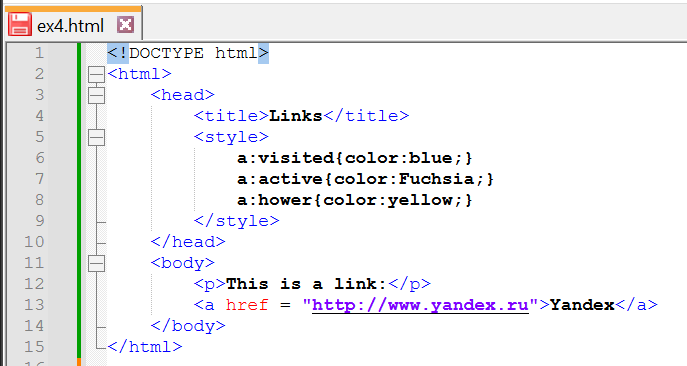 ex4.html
1 <!DOCTYPE html>
2 <html>
3 <head>
4 <title>Links</title>
5 <style>
6 a:visited{color:blue;}
7 a:active{color:Fuchsia;}
8 a:hower{color:yellow;}
9 </style>
10 </head>
11 <body>
12 <p>This is a link:</p>
13 <a href = "http://www.yandex.ru">Yandex</a>
14 </body>
15 </html>
16